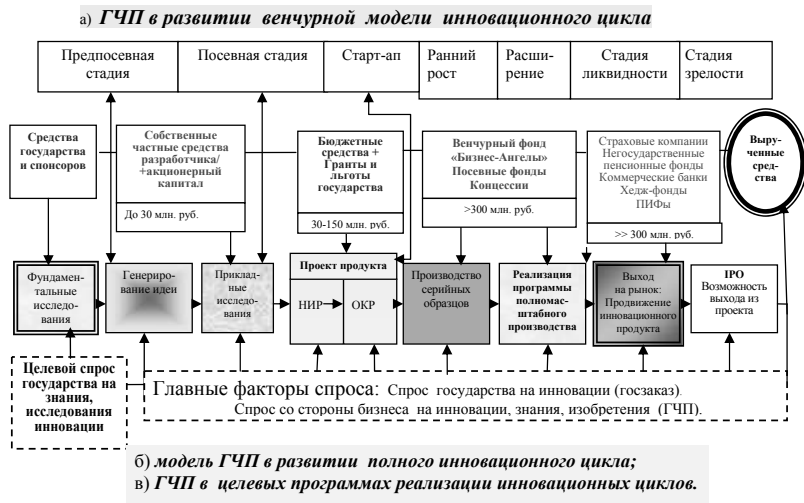 а) ГЧП в развитии венчурной модели инновационного цикла
Предпосевная
стадия
Посевная стадия
Старт-ап
Ранний
рост
Расши-
рение
Стадия
ликвидности
Стадия
зрелости
Средства
государства
и спонсоров
Собственные
частные средства
разработчика/
+акционерный
капитал
До 30 млн. руб.
Бюджетные
средства +
Гранты и
льготы
государства
30-150 млн. руб.
Венчурный фонд
«Бизнес-Ангелы»
Посевные фонды
Концессии
>300 млн. руб.
Страховые компании
Негосударственные
пенсионные фонды
Коммерческие банки
Хедж-фонды
ПИФы
>> 300 млн. руб.
Выру-
ченные
сред-
ства
Фундамен-
тальные
исследо-
вания
Генериро-
вание идеи
Приклад-
ные
исследо-
вания
Проект продукта
НИР
ОКР
Производство
серийных
образцов
Реализация
программы
полномас-
штабного
производства
Выход
на рынок:
Продвижение
инновационного
продукта
IPO
Возможность
выхода из
проекта
Целевой спрос
государства на
знания,
исследования
инновации
Главные факторы спроса: Спрос государства на инновации (госзаказ).
Спрос со стороны бизнеса на инновации, знания, изобретения (ГЧП).
б) модель ГЧП в развитии полного инновационного цикла;
в) ГЧП в целевых программах реализации инновационных циклов.